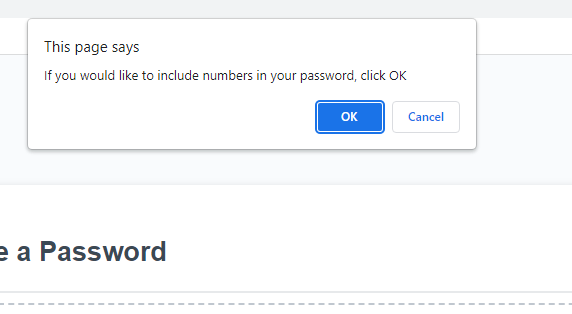 This page says
If you would like to include numbers in your password, click OK
OK
Cancel
e a Password